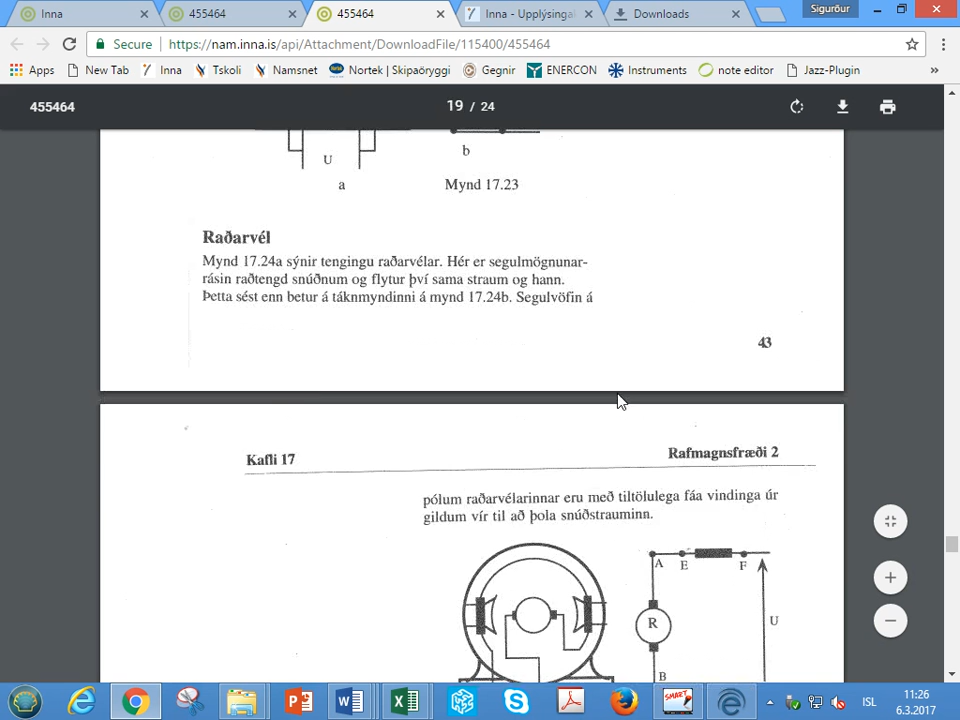 Inna
455464
455464
Inna - Upplýsinga
Downloads
Sigurður
Secure
https://nam.inna.is/api/Attachment/DownloadFile/115400/455464
Apps
New Tab
Inna
Tskoli
Namsnet
Nortek | Skipaöryggi
Gegnir
ENERCON
Instruments
note editor
Jazz-Plugin
»
455464
19 / 24
U
b
a
Mynd 17.23
Raðarvél
Mynd 17.24a sýnir tengingu raðarvélar. Hér er segulmögnunar-
rásin raðtengd snúðnum og flytur því sama straum og hann.
Þetta sést enn betur á táknmyndinni á mynd 17.24b. Segulvöfin á
43
Kafli 17
Rafmagnsfræði 2
pólum raðarvélarinnar eru með tiltölulega fáa vindinga úr
gildum vír til að þola snúðstrauminn.
A E F
R
U
B
SMART
ISL
11:26
6.3.2017